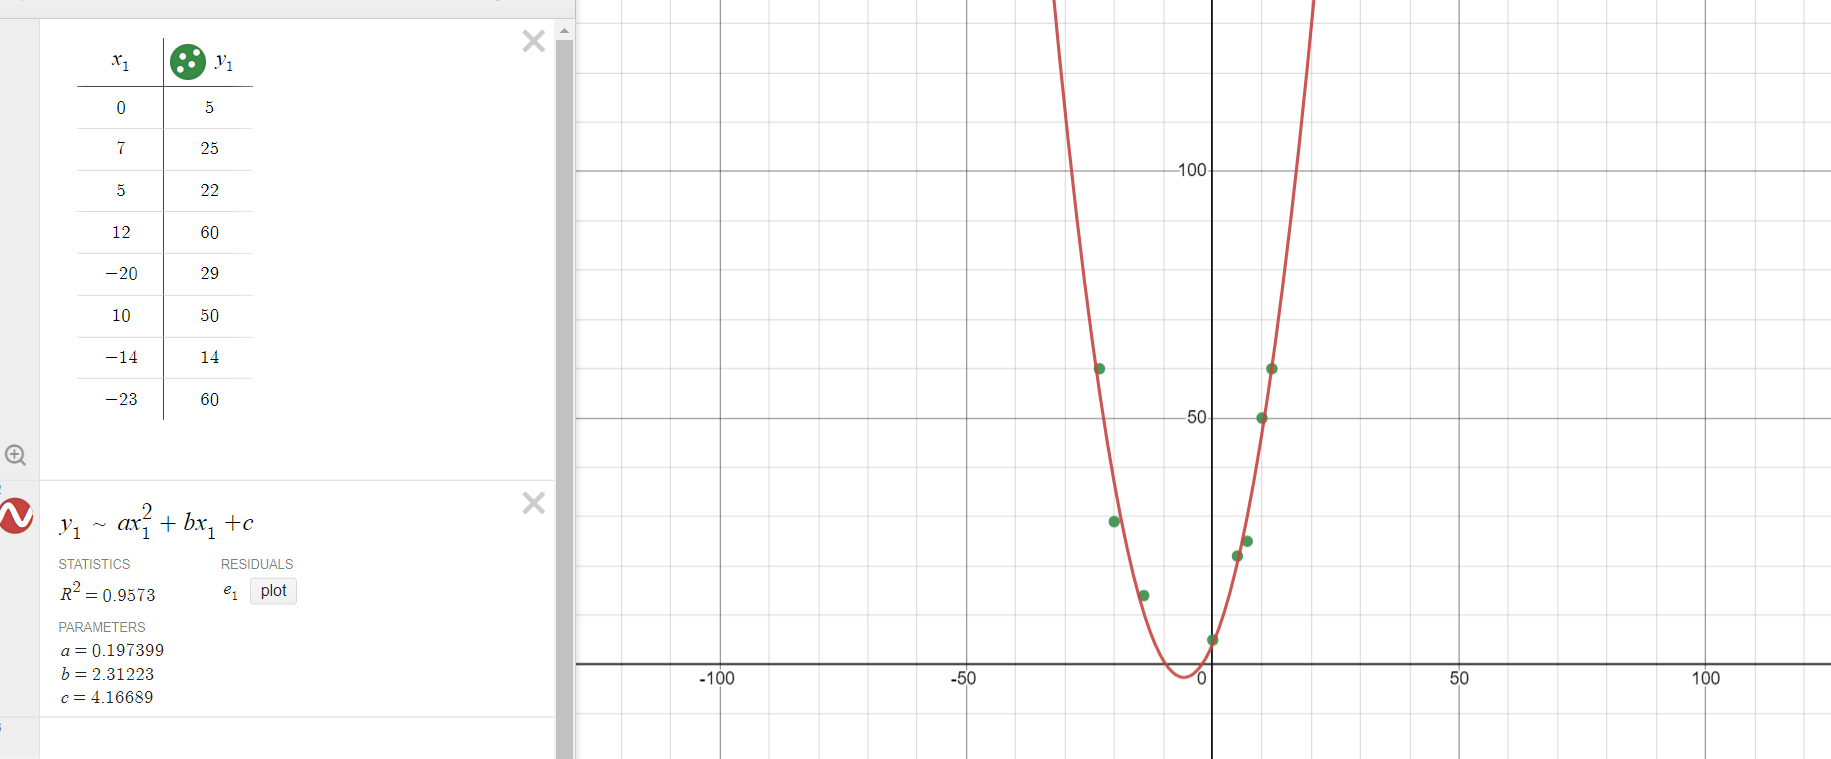 x₁ y₁
0 5
7 25
5 22
12 60
−20 29
10 50
−14 14
−23 60
y₁ ~ ax₁² + bx₁ + c
STATISTICS RESIDUALS
R² = 0.9573 e₁ plot
PARAMETERS
a = 0.197399
b = 2.31223
c = 4.16689
100
50
-100 -50 0 50 100